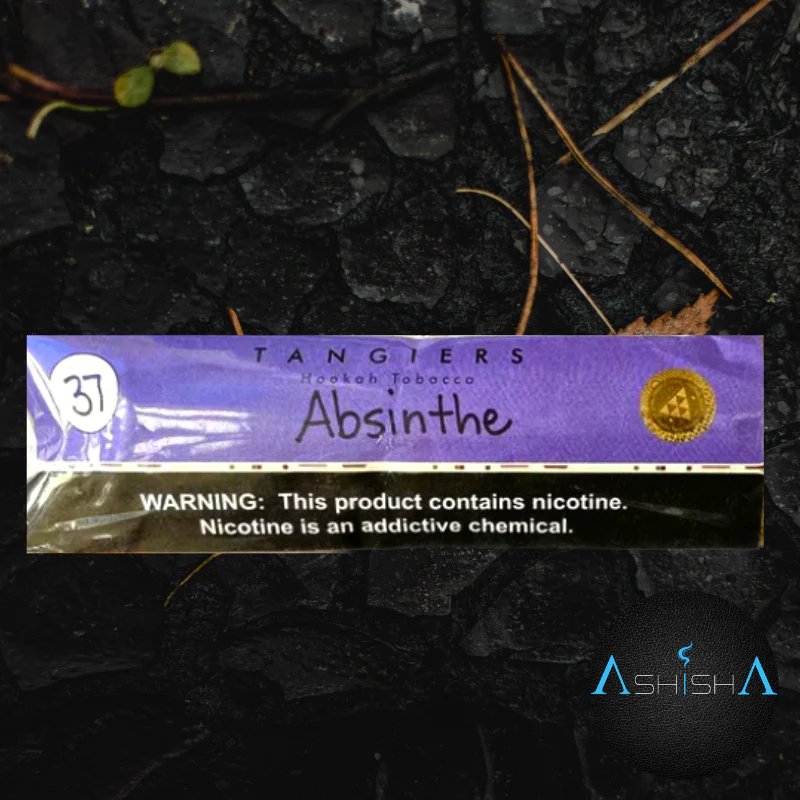 TANGIERS
Hookah Tobacco
37
Absinthe
WARNING: This product contains nicotine.
Nicotine is an addictive chemical.
ASHISHA